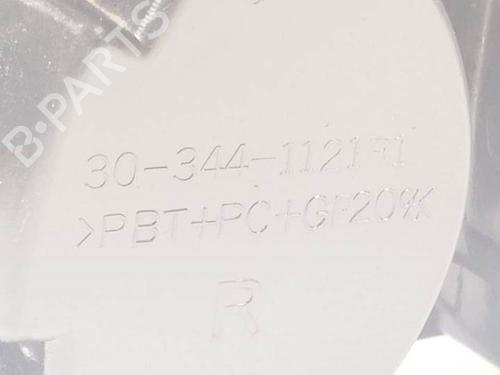 B-PARTS
30-344-1121R1
>PBT+PC+GF20%K
R